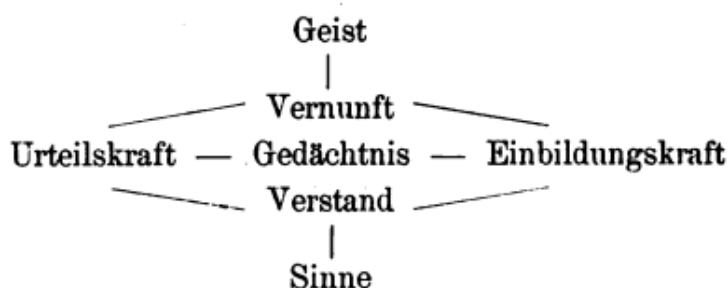 Geist
Vernunft
Urteilskraft — Gedächtnis — Einbildungskraft
Verstand
Sinne